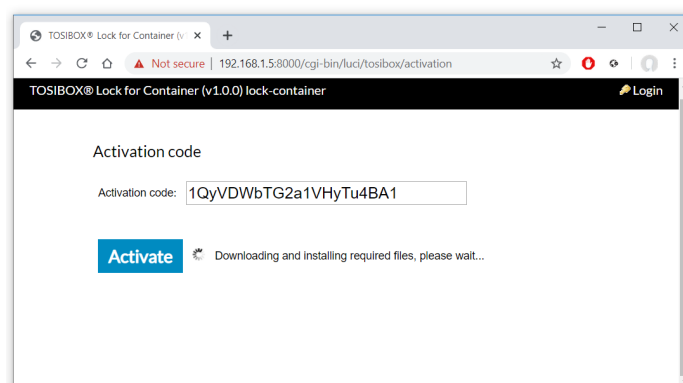 TOSIBOX® Lock for Container (v1
Not secure | 192.168.1.5:8000/cgi-bin/luci/tosibox/activation
TOSIBOX® Lock for Container (v1.0.0) lock-container
Login
Activation code
Activation code: 1QyVDWbTG2a1VHyTu4BA1
Activate Downloading and installing required files, please wait...